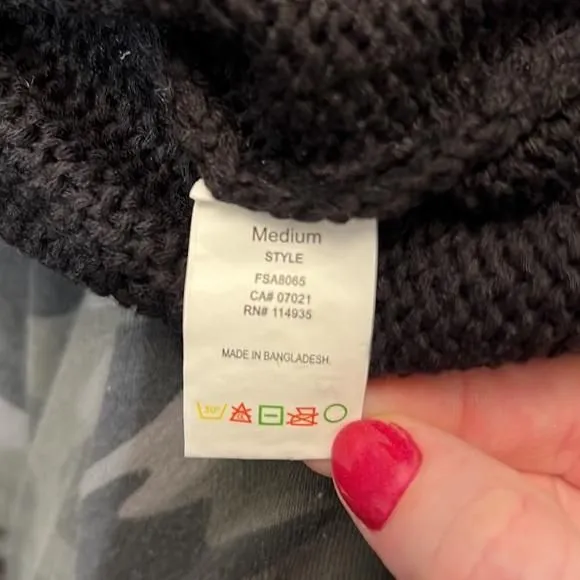 Medium
STYLE
FSA8065
CA# 07021
RN# 114935
MADE IN BANGLADESH.
30°